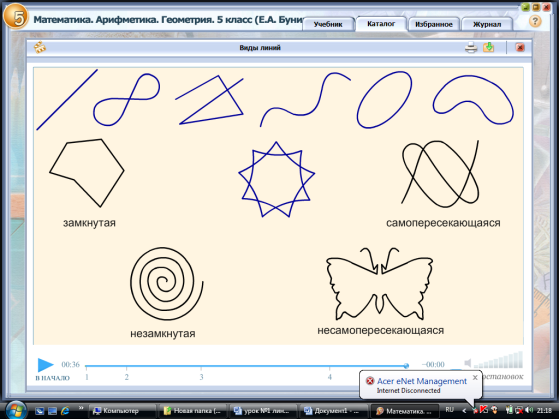 5
Математика. Арифметика. Геометрия. 5 класс (Е.А. Буни
Учебник
Каталог
Избранное
Журнал
?
Виды линий
замкнутая
самопересекающаяся
незамкнутая
несамопересекающаяся
00:36
−00:00
В НАЧАЛО
1
2
3
4
остановок
Acer eNet Management
Internet Disconnected
Компьютер
Новая папка [...
урок №1 лин...
Документ1 - ...
Математика. ...
RU
21:18